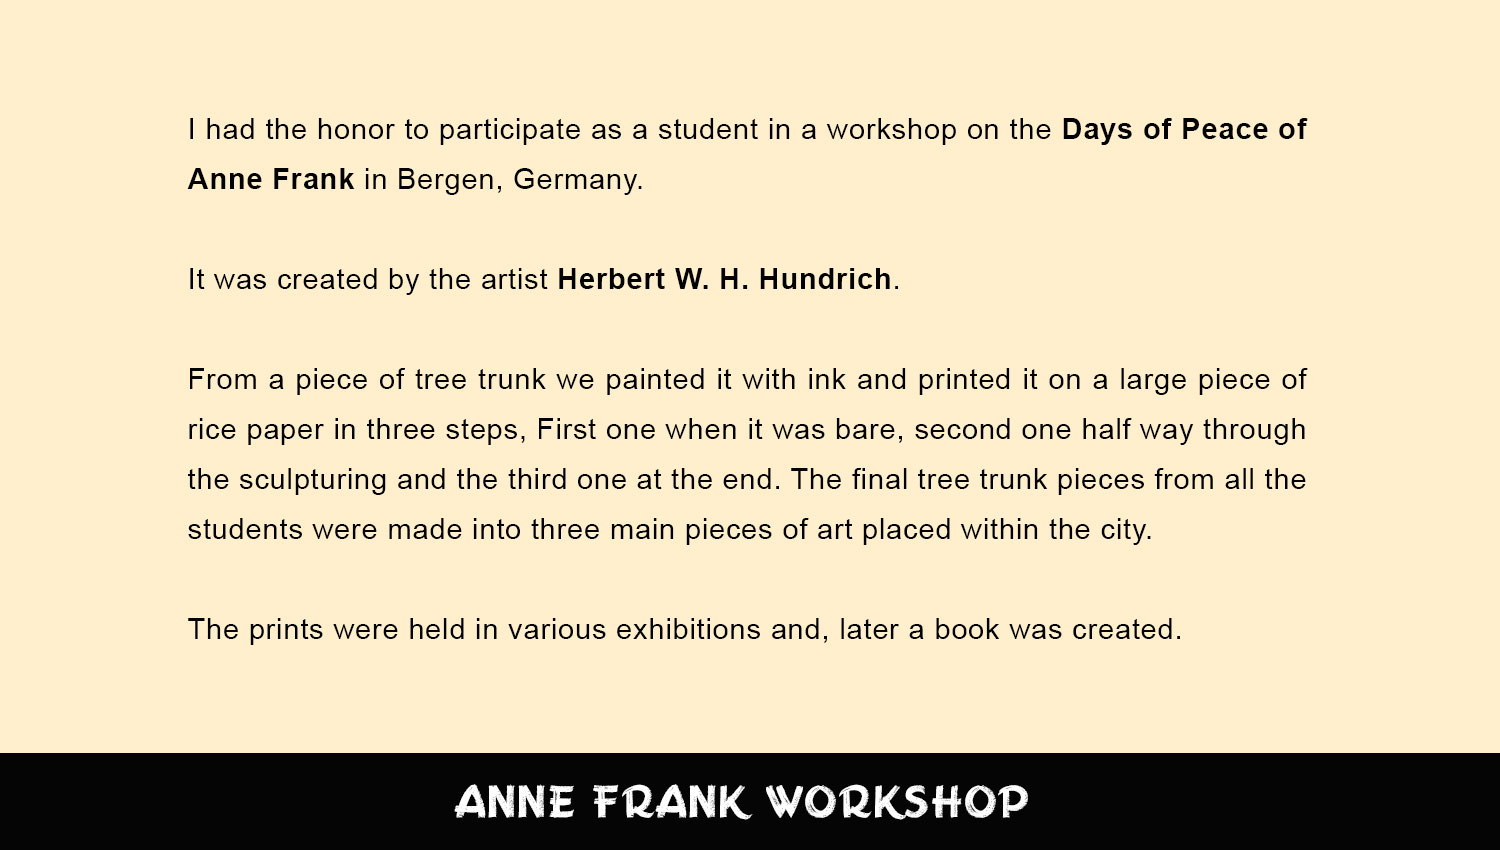 I had the honor to participate as a student in a workshop on the Days of Peace of
Anne Frank in Bergen, Germany.
It was created by the artist Herbert W. H. Hundrich.
From a piece of tree trunk we painted it with ink and printed it on a large piece of
rice paper in three steps, First one when it was bare, second one half way through
the sculpturing and the third one at the end. The final tree trunk pieces from all the
students were made into three main pieces of art placed within the city.
The prints were held in various exhibitions and, later a book was created.
ANNE FRANK WORKSHOP